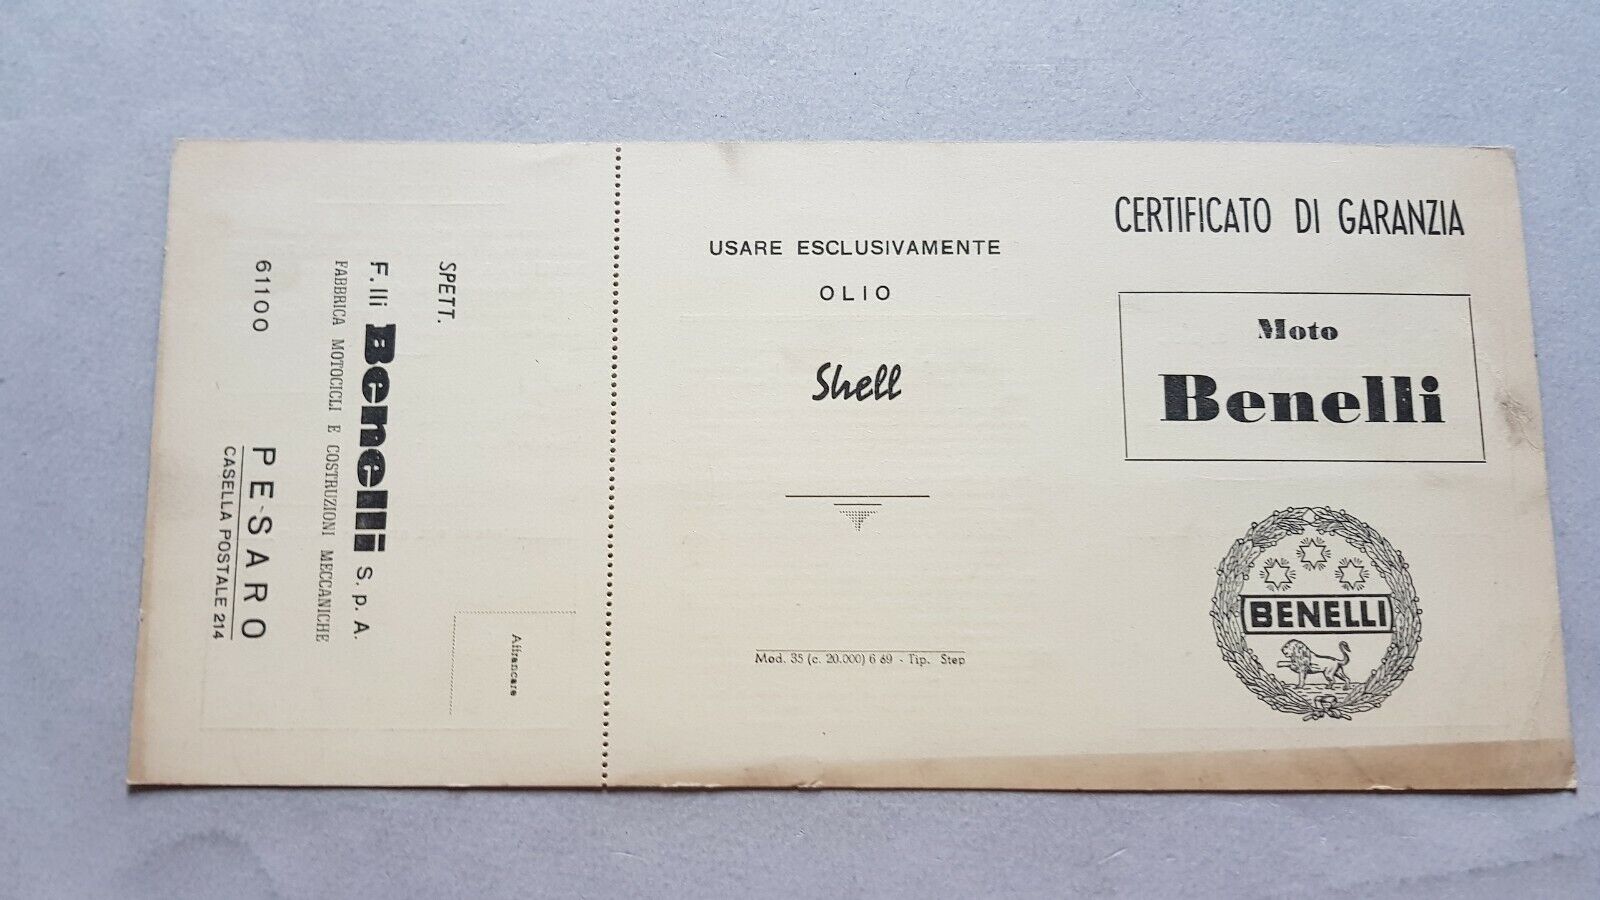 SPETT.
F.lli Benelli S. p. A.
FABBRICA MOTOCICLI E COSTRUZIONI MECCANICHE
61100 PESARO
CASELLA POSTALE 214
Affrancare
USARE ESCLUSIVAMENTE
OLIO
Shell
Mod. 35 (c. 20.000) 6 69 - Tip. Step
CERTIFICATO DI GARANZIA
Moto
Benelli
BENELLI